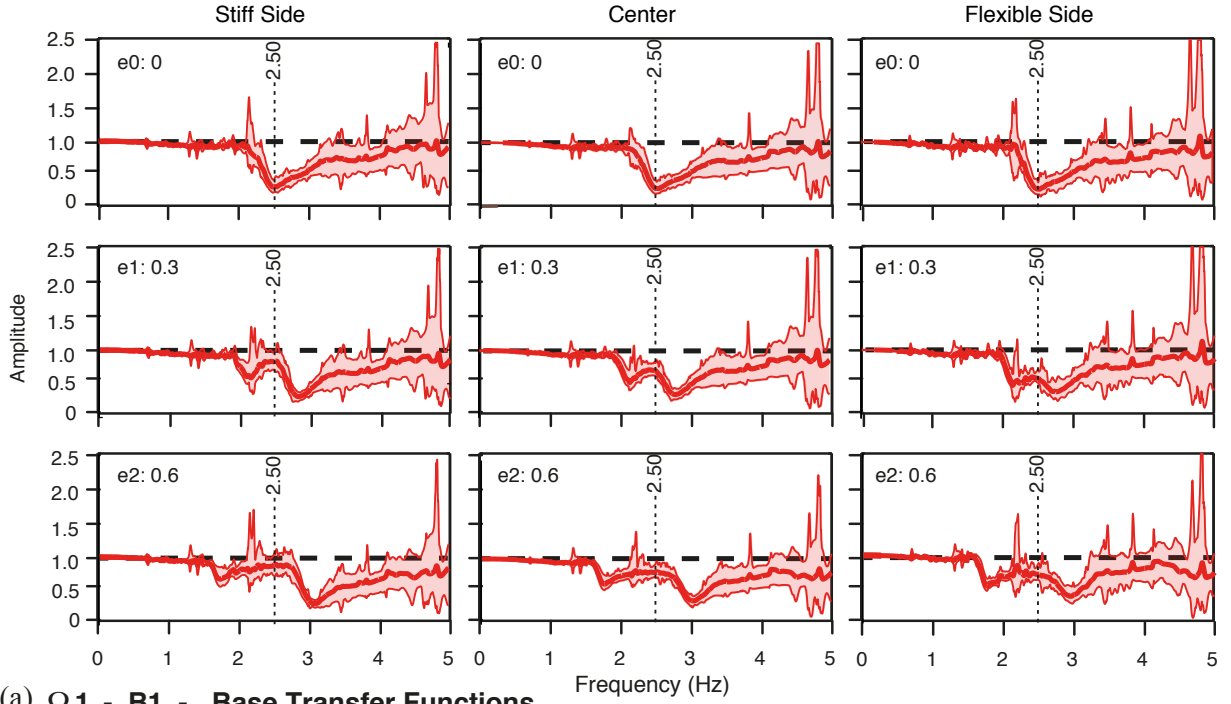 Stiff Side Center Flexible Side
2.5 e0: 0 2.50 e0: 0 2.50 e0: 0 2.50
2.0
1.5
1.0
0.5
0
2.5 e1: 0.3 2.50 e1: 0.3 2.50 e1: 0.3 2.50
2.0
1.5
1.0
0.5
0
Amplitude
2.5 e2: 0.6 2.50 e2: 0.6 2.50 e2: 0.6 2.50
2.0
1.5
1.0
0.5
0
0 1 2 3 4 5 0 1 2 3 4 5 0 1 2 3 4 5
Frequency (Hz)
(a) Ω1 - B1 - Base Transfer Functions